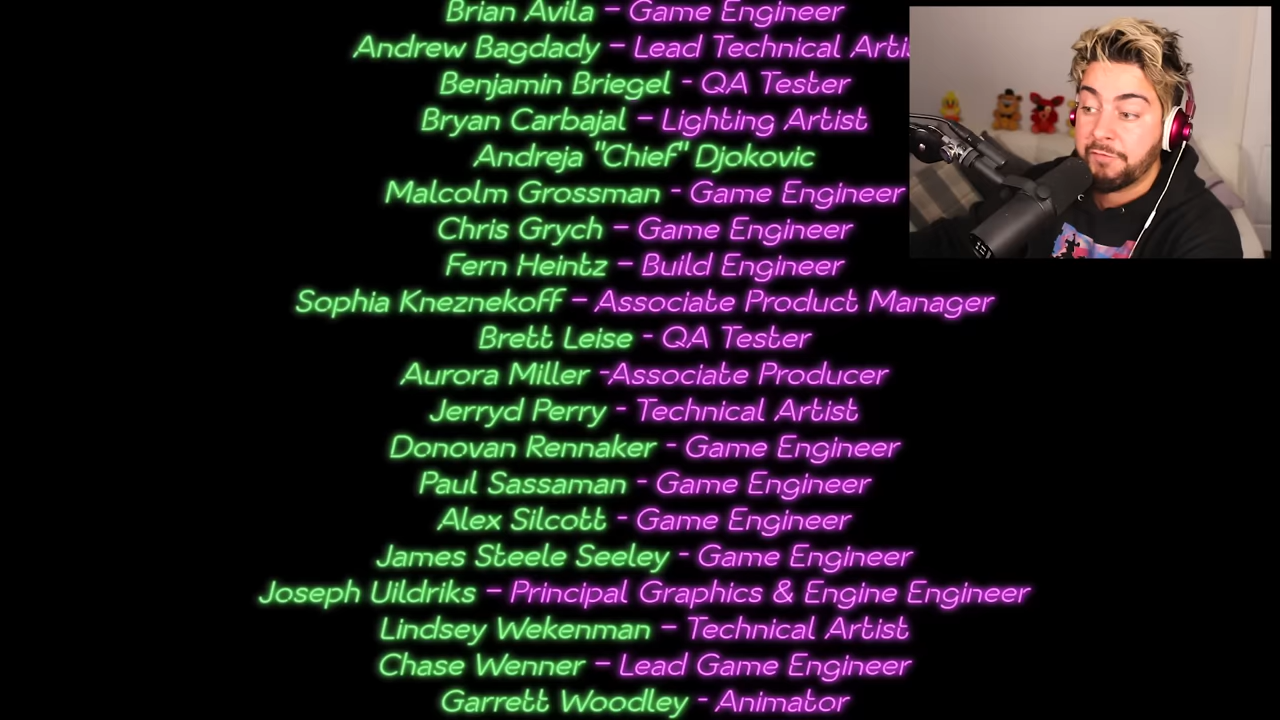 Brian Avila - Game Engineer
Andrew Bagdady - Lead Technical
Benjamin Briegel - QA Tester
Bryan Carbajal - Lighting Artist
Andreja "Chief" Djokovic
Malcolm Grossman - Game Engineer
Chris Grych - Game Engineer
Fern Heintz - Build Engineer
Sophia Kneznekoff - Associate Product Manager
Brett Leise - QA Tester
Aurora Miller -Associate Producer
Jerryd Perry - Technical Artist
Donovan Rennaker - Game Engineer
Paul Sassaman - Game Engineer
Alex Silcott - Game Engineer
James Steele Seeley - Game Engineer
Joseph Uildriks - Principal Graphics & Engine Engineer
Lindsey Wekenman - Technical Artist
Chase Wenner - Lead Game Engineer
Garrett Woodley - Animator